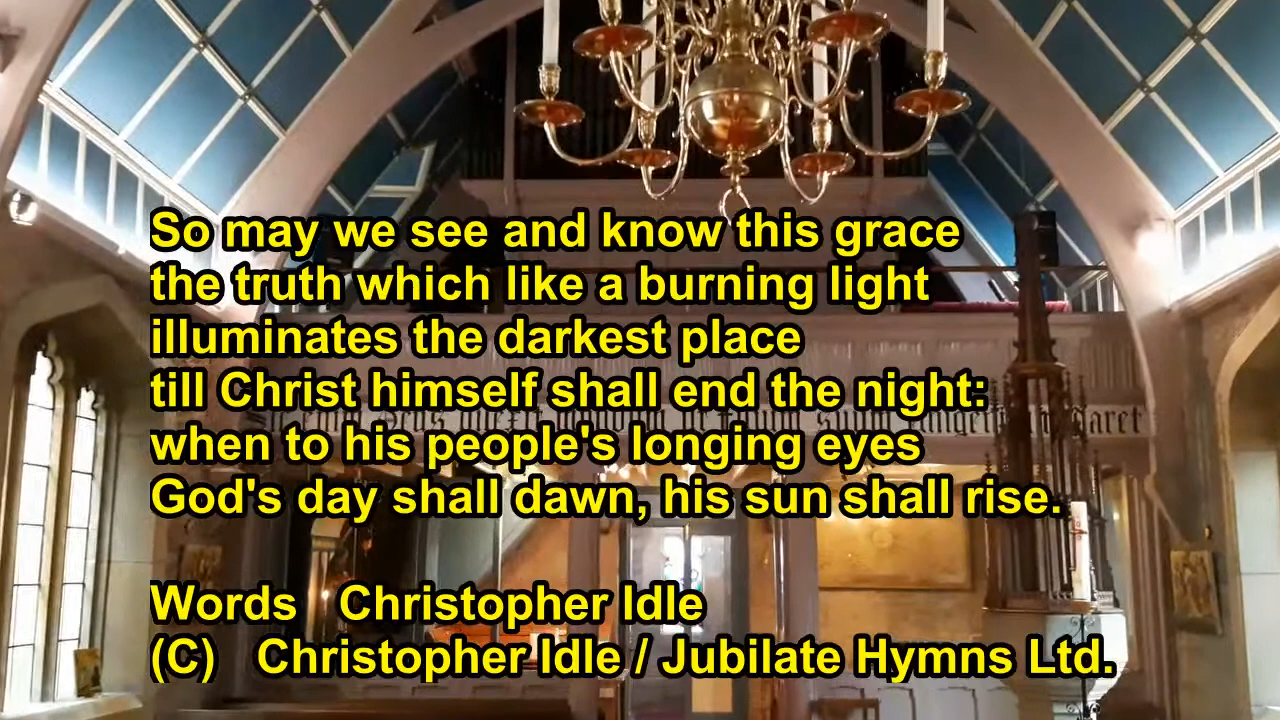 So may we see and know this grace
the truth which like a burning light
illuminates the darkest place
till Christ himself shall end the night:
when to his people's longing eyes
God's day shall dawn, his sun shall rise.
Words Christopher Idle
(C) Christopher Idle / Jubilate Hymns Ltd.